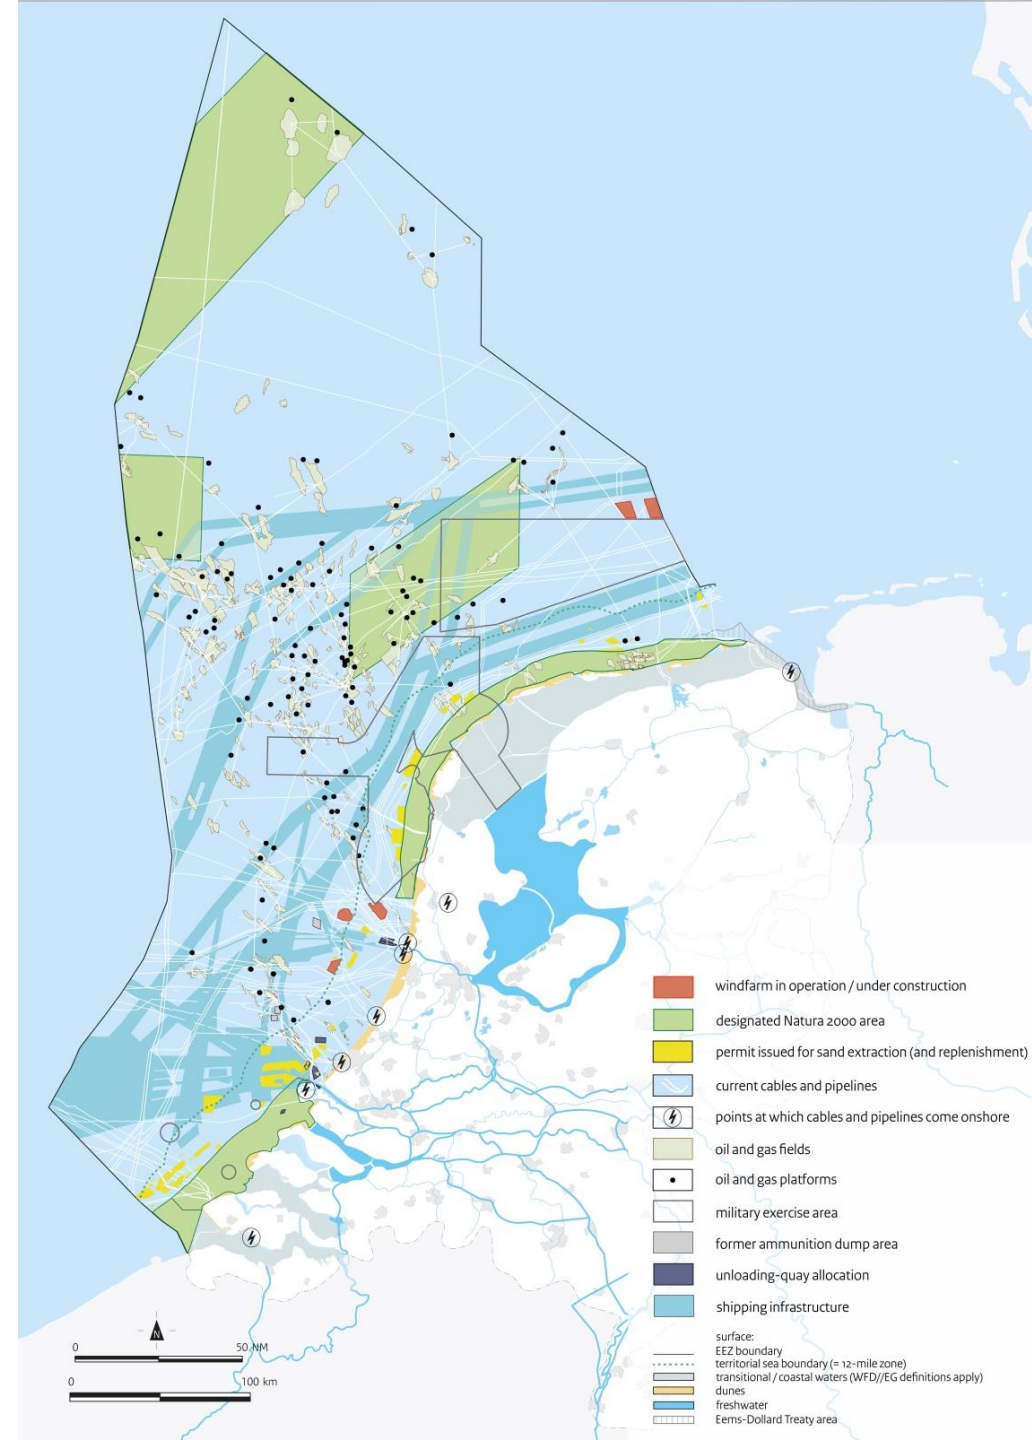 windfarm in operation / under construction
designated Natura 2000 area
permit issued for sand extraction (and replenishment)
current cables and pipelines
points at which cables and pipelines come onshore
oil and gas fields
oil and gas platforms
military exercise area
former ammunition dump area
unloading-quay allocation
shipping infrastructure
surface:
EEZ boundary
territorial sea boundary (= 12-mile zone)
transitional / coastal waters (WFD//EG definitions apply)
dunes
freshwater
Eems-Dollard Treaty area
N
0 50 NM
0 100 km